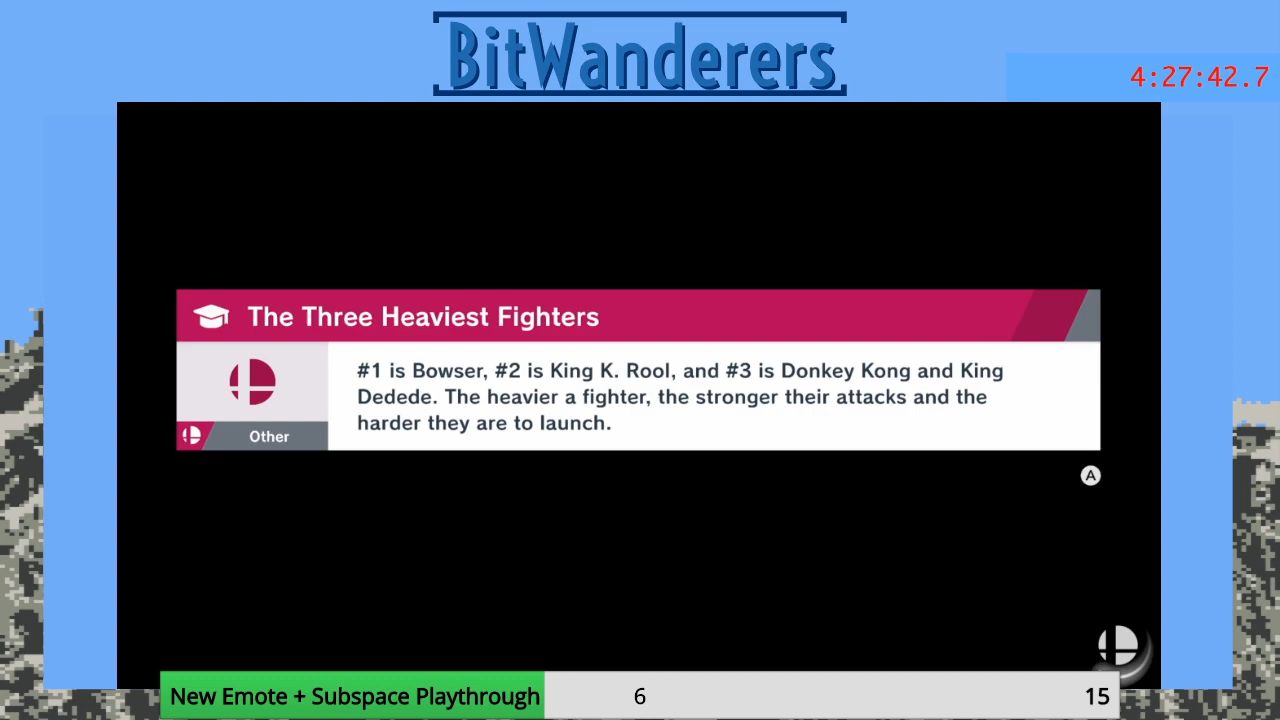 BitWanderers
4:27:42.7
The Three Heaviest Fighters
#1 is Bowser, #2 is King K. Rool, and #3 is Donkey Kong and King
Dedede. The heavier a fighter, the stronger their attacks and the
harder they are to launch.
Other
A
New Emote + Subspace Playthrough 6 15